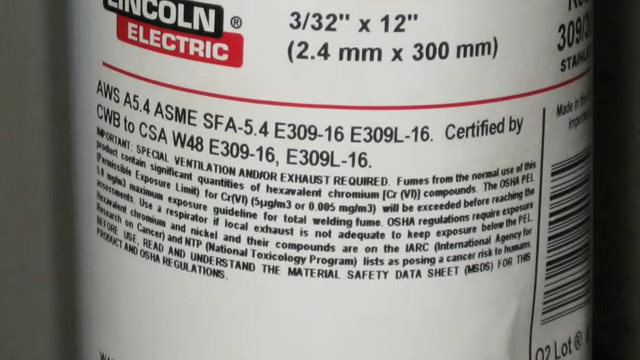 LINCOLN ®
ELECTRIC
3/32" x 12"
(2.4 mm x 300 mm)
309/3
STAINL
Made in the
AWS A5.4 ASME SFA-5.4 E309-16 E309L-16. Certified by
CWB to CSA W48 E309-16, E309L-16.
IMPORTANT: SPECIAL VENTILATION AND/OR EXHAUST REQUIRED. Fumes from the normal use of this
product contain significant quantities of hexavalent chromium [Cr (VI)] compounds. The OSHA PEL
(Permissible Exposure Limit) for Cr(VI) (5µg/m3 or 0.005 mg/m3) will be exceeded before reaching the
mg/m3 maximum exposure guideline for total welding fume. OSHA regulations require exposure
assessments. Use a respirator if local exhaust is not adequate to keep exposure below the PEL.
Hexavalent chromium and nickel and their compounds are on the IARC (International Agency for
Research on Cancer) and NTP (National Toxicology Program) lists as posing a cancer risk to humans.
BEFORE USE, READ AND UNDERSTAND THE MATERIAL SAFETY DATA SHEET (MSDS) FOR THIS
PRODUCT AND OSHA REGULATIONS.
Q2 Lot ®